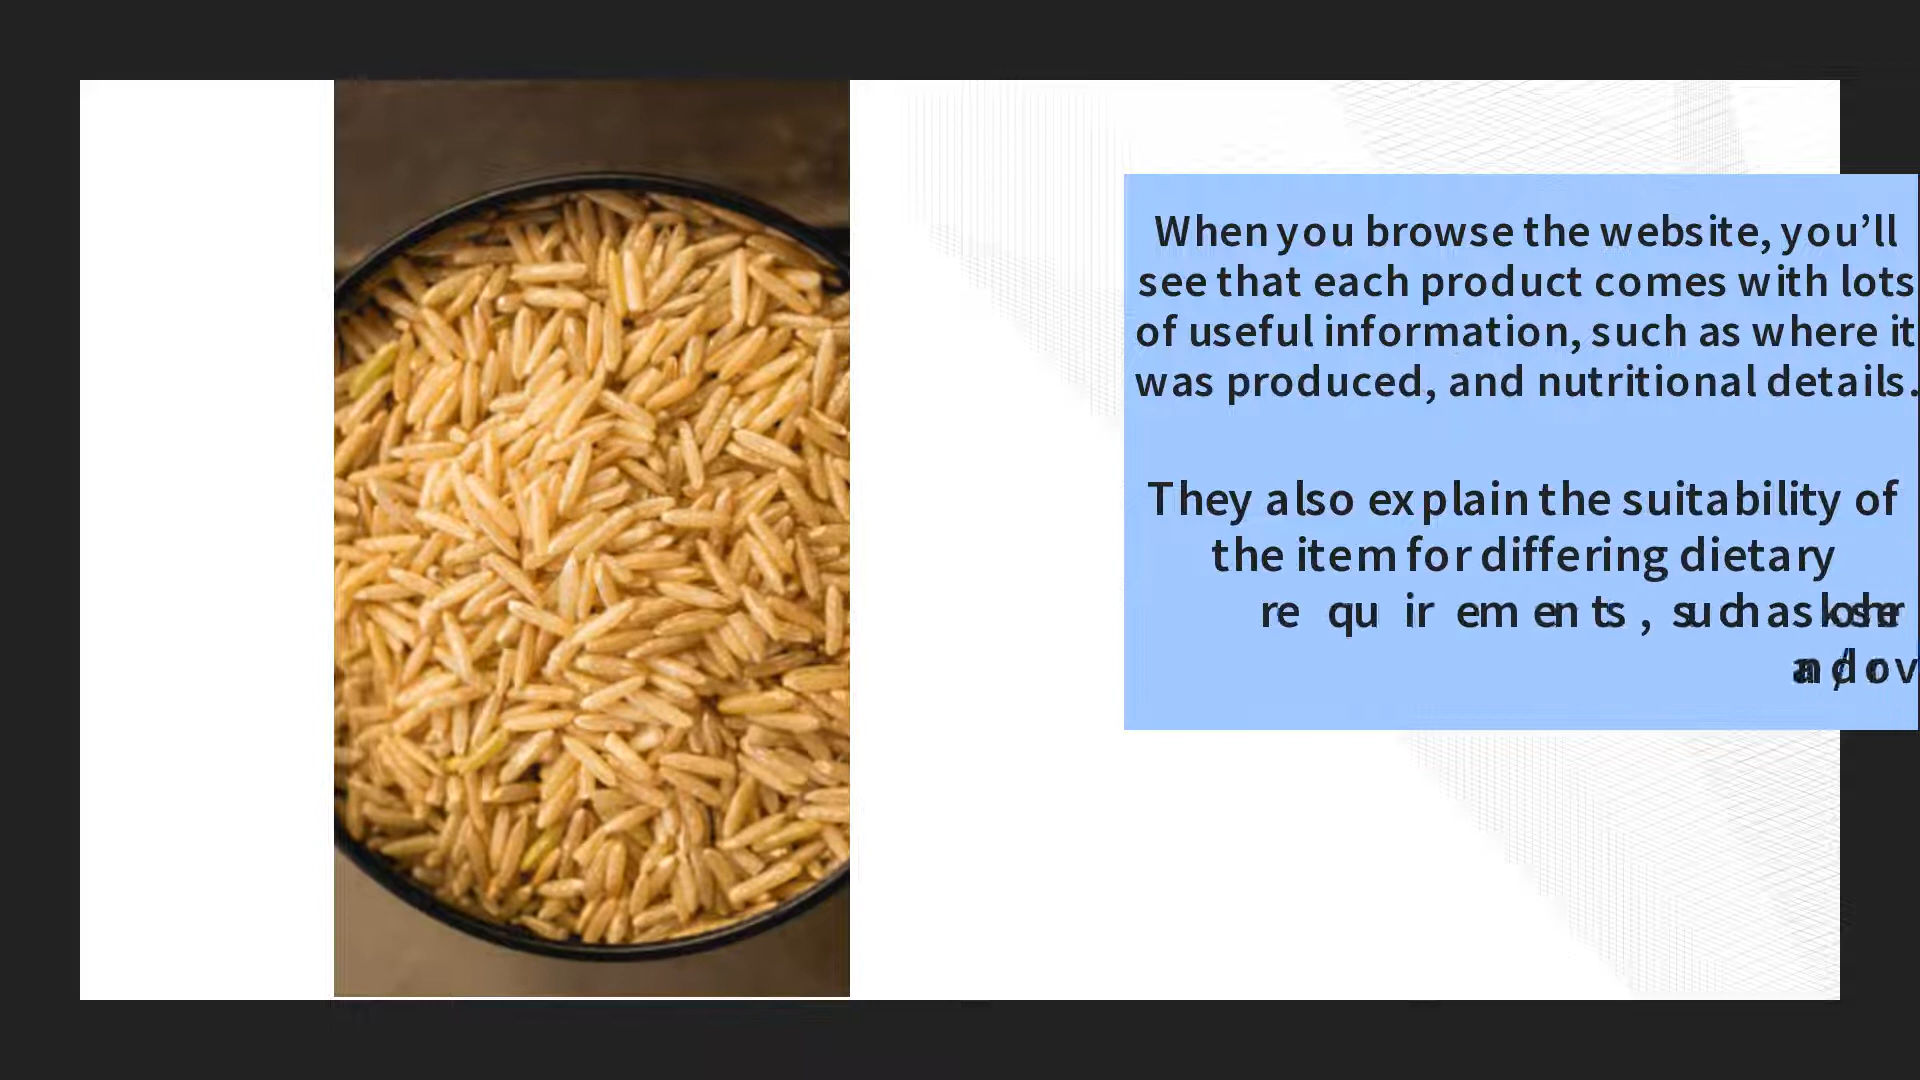 When you browse the website, you’ll
see that each product comes with lots
of useful information, such as where it
was produced, and nutritional details.
They also explain the suitability of
the item for differing dietary
requirements, such as kosher